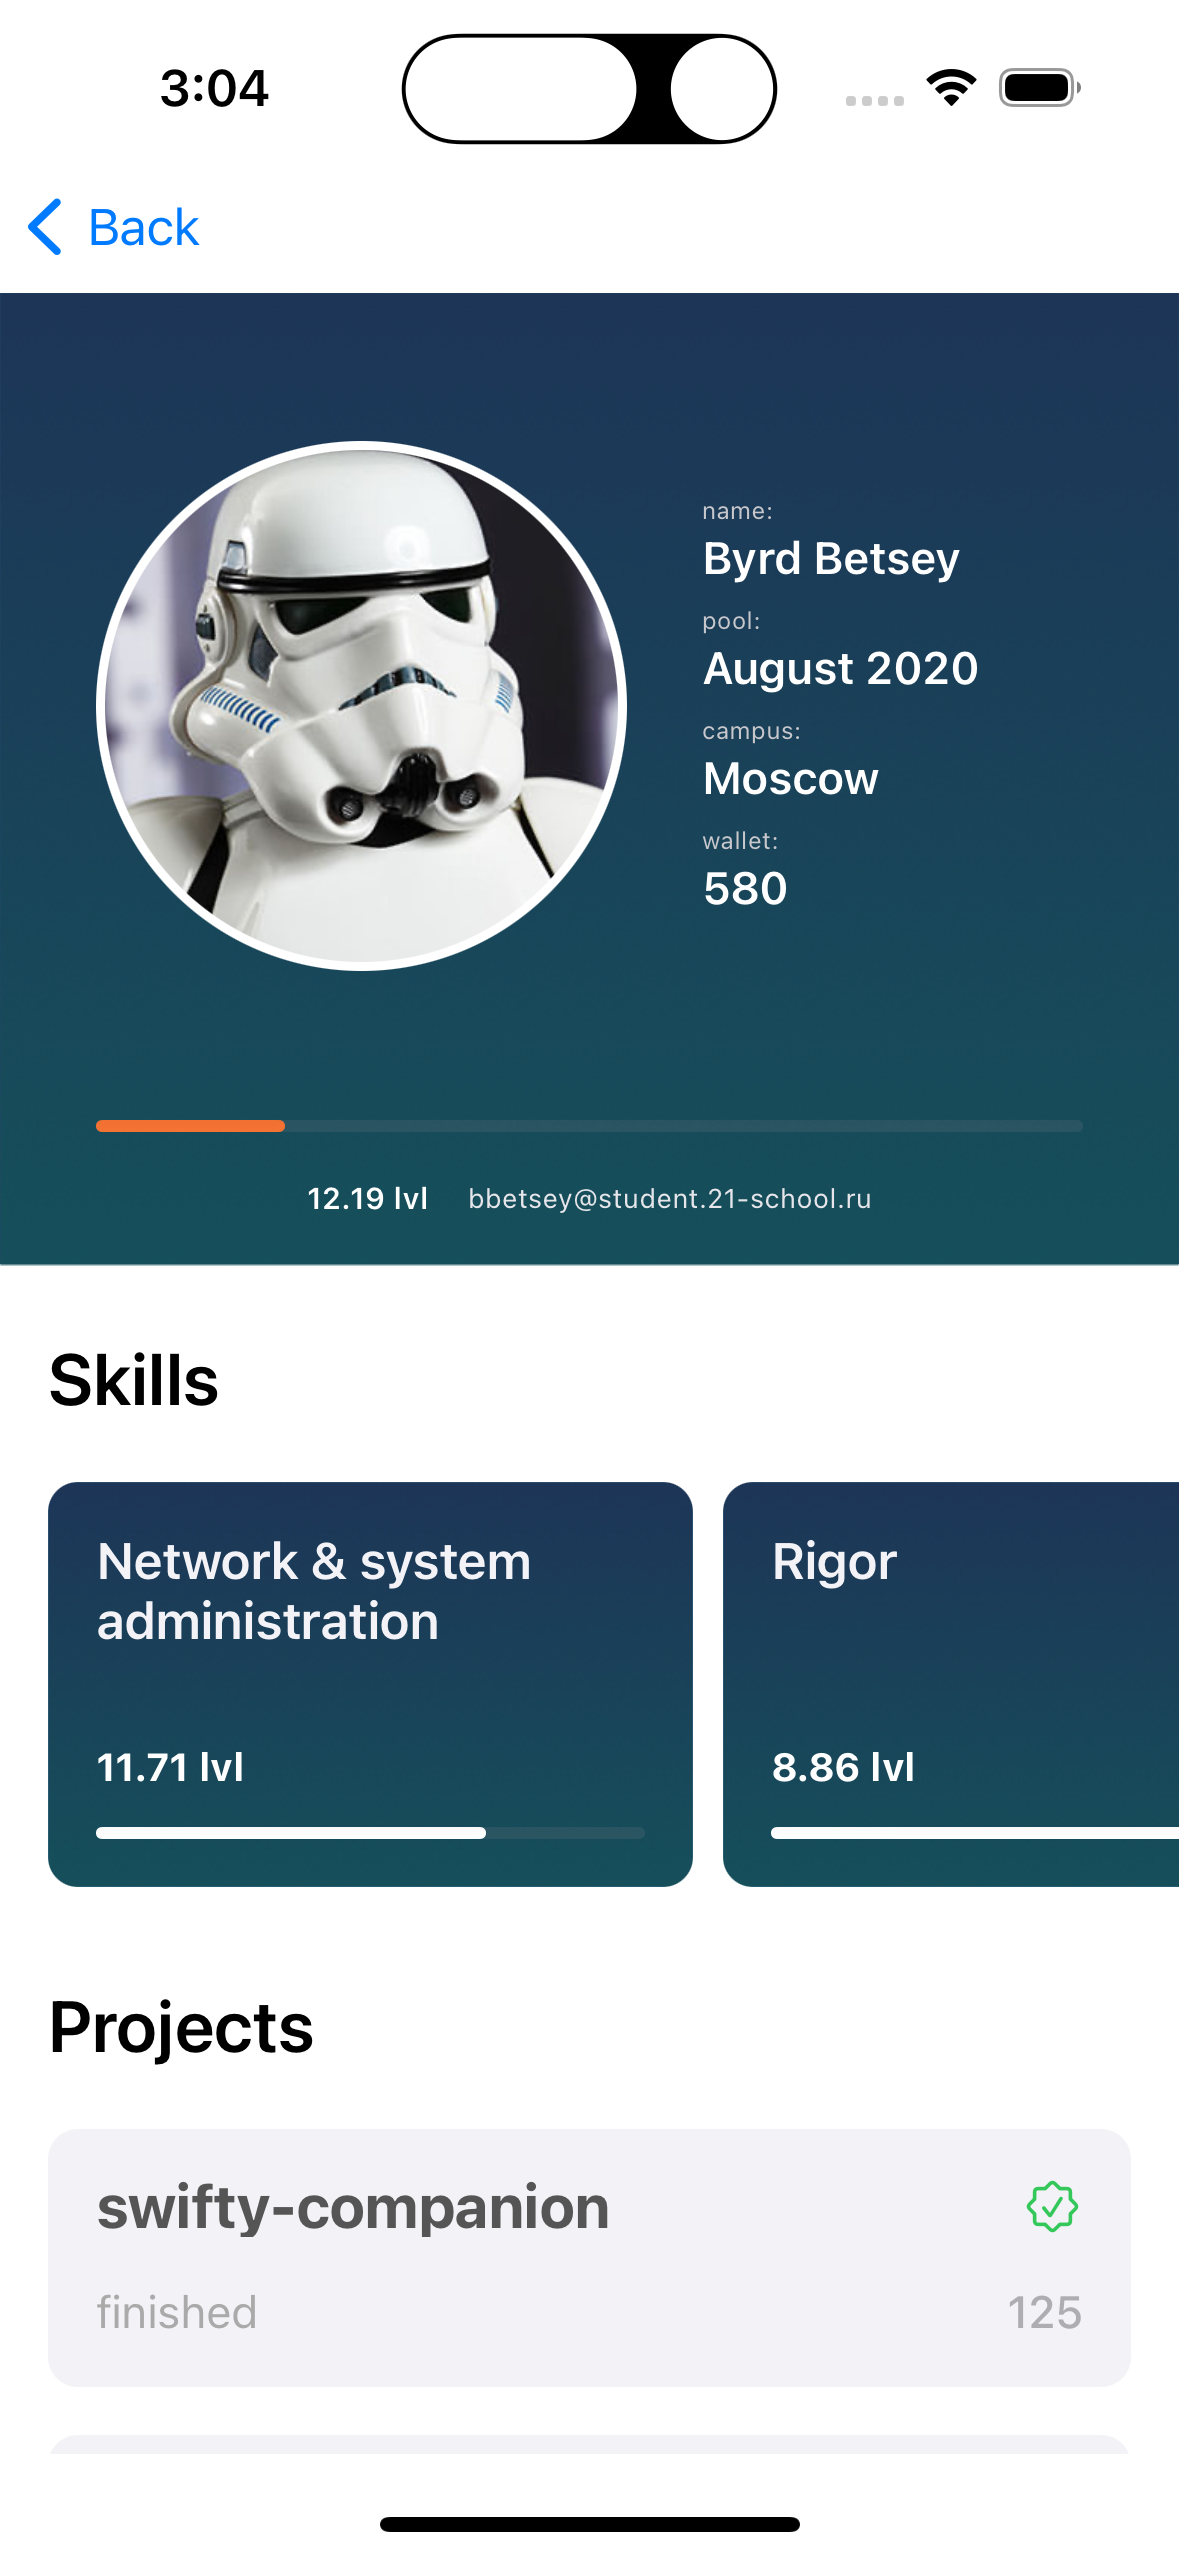 3:04
Back
name:
Byrd Betsey
pool:
August 2020
campus:
Moscow
wallet:
580
12.19 lvl bbetsey@student.21-school.ru
Skills
Network & system
administration
11.71 lvl
Rigor
8.86 lvl
Projects
swifty-companion
finished 125